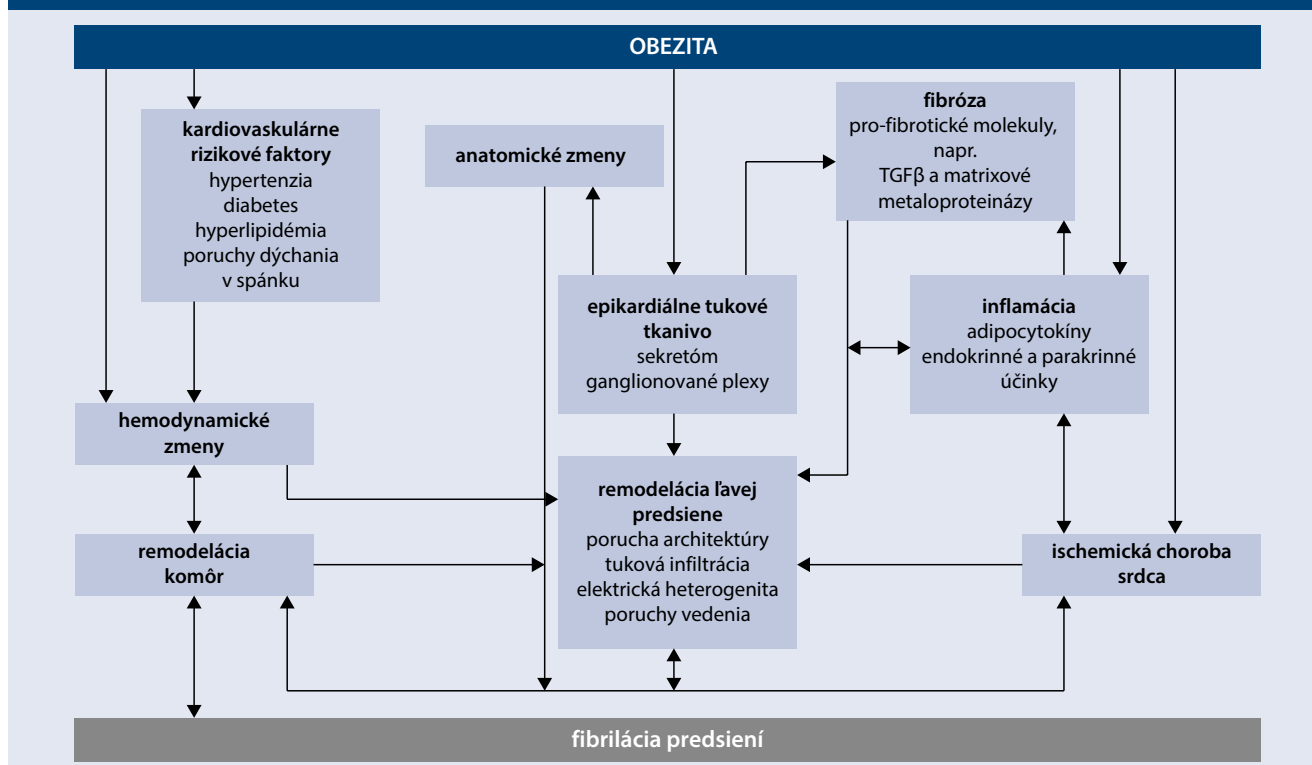 OBEZITA
kardiovaskulárne
rizikové faktory
hypertenzia
diabetes
hyperlipidémia
poruchy dýchania
v spánku
anatomické zmeny
fibróza
pro-fibrotické molekuly,
napr.
TGFβ a matrixové
metaloproteinázy
epikardiálne tukové
tkanivo
sekretóm
ganglionované plexy
inflamácia
adipocytokíny
endokrinné a parakrinné
účinky
hemodynamické
zmeny
remodelácia ľavej
predsiene
porucha architektúry
tuková infiltrácia
elektrická heterogenita
poruchy vedenia
remodelácia
komôr
ischemická choroba
srdca
fibrilácia predsiení